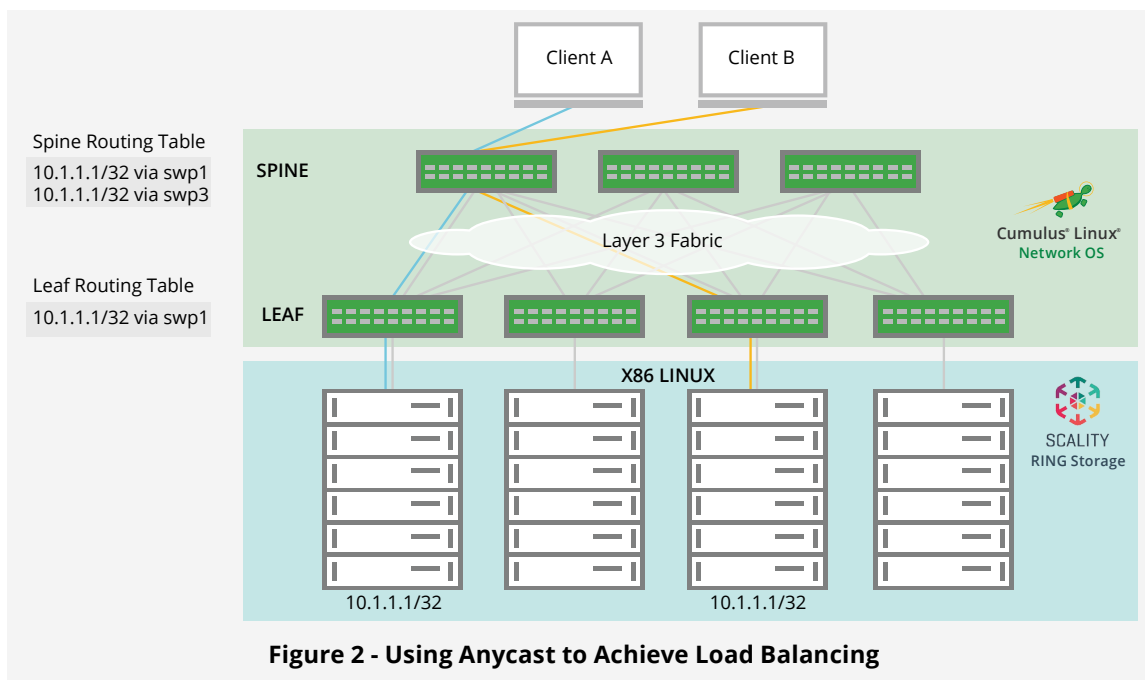 Client A
Client B
Spine Routing Table
10.1.1.1/32 via swp1
10.1.1.1/32 via swp3
SPINE
Layer 3 Fabric
Cumulus® Linux®
Network OS
Leaf Routing Table
10.1.1.1/32 via swp1
LEAF
X86 LINUX
SCALITY
RING Storage
10.1.1.1/32
10.1.1.1/32
Figure 2 - Using Anycast to Achieve Load Balancing